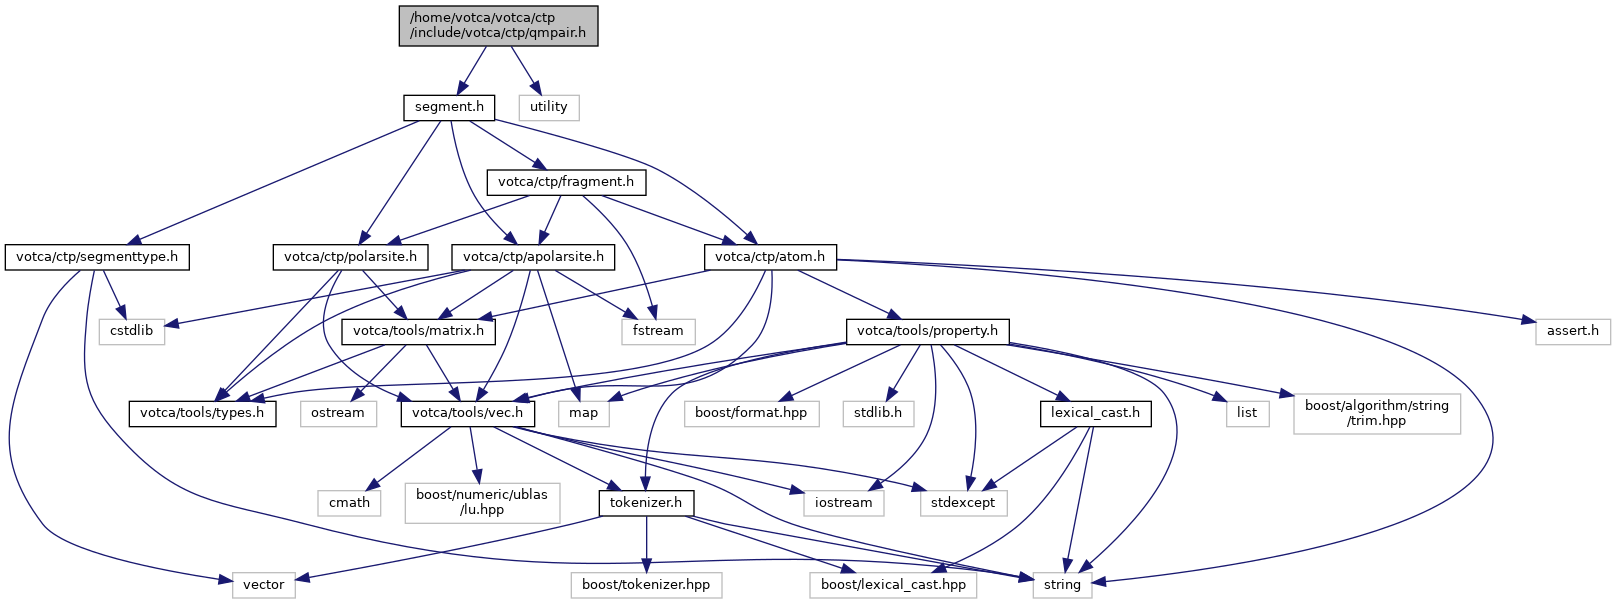 /home/votca/votca/ctp
/include/votca/ctp/qmpair.h
segment.h
utility
votca/ctp/fragment.h
votca/ctp/segmenttype.h
votca/ctp/polarsite.h
votca/ctp/apolarsite.h
votca/ctp/atom.h
cstdlib
votca/tools/matrix.h
fstream
votca/tools/property.h
assert.h
votca/tools/types.h
ostream
votca/tools/vec.h
map
boost/format.hpp
stdlib.h
lexical_cast.h
list
boost/algorithm/string
/trim.hpp
cmath
boost/numeric/ublas
/lu.hpp
tokenizer.h
iostream
stdexcept
vector
boost/tokenizer.hpp
boost/lexical_cast.hpp
string